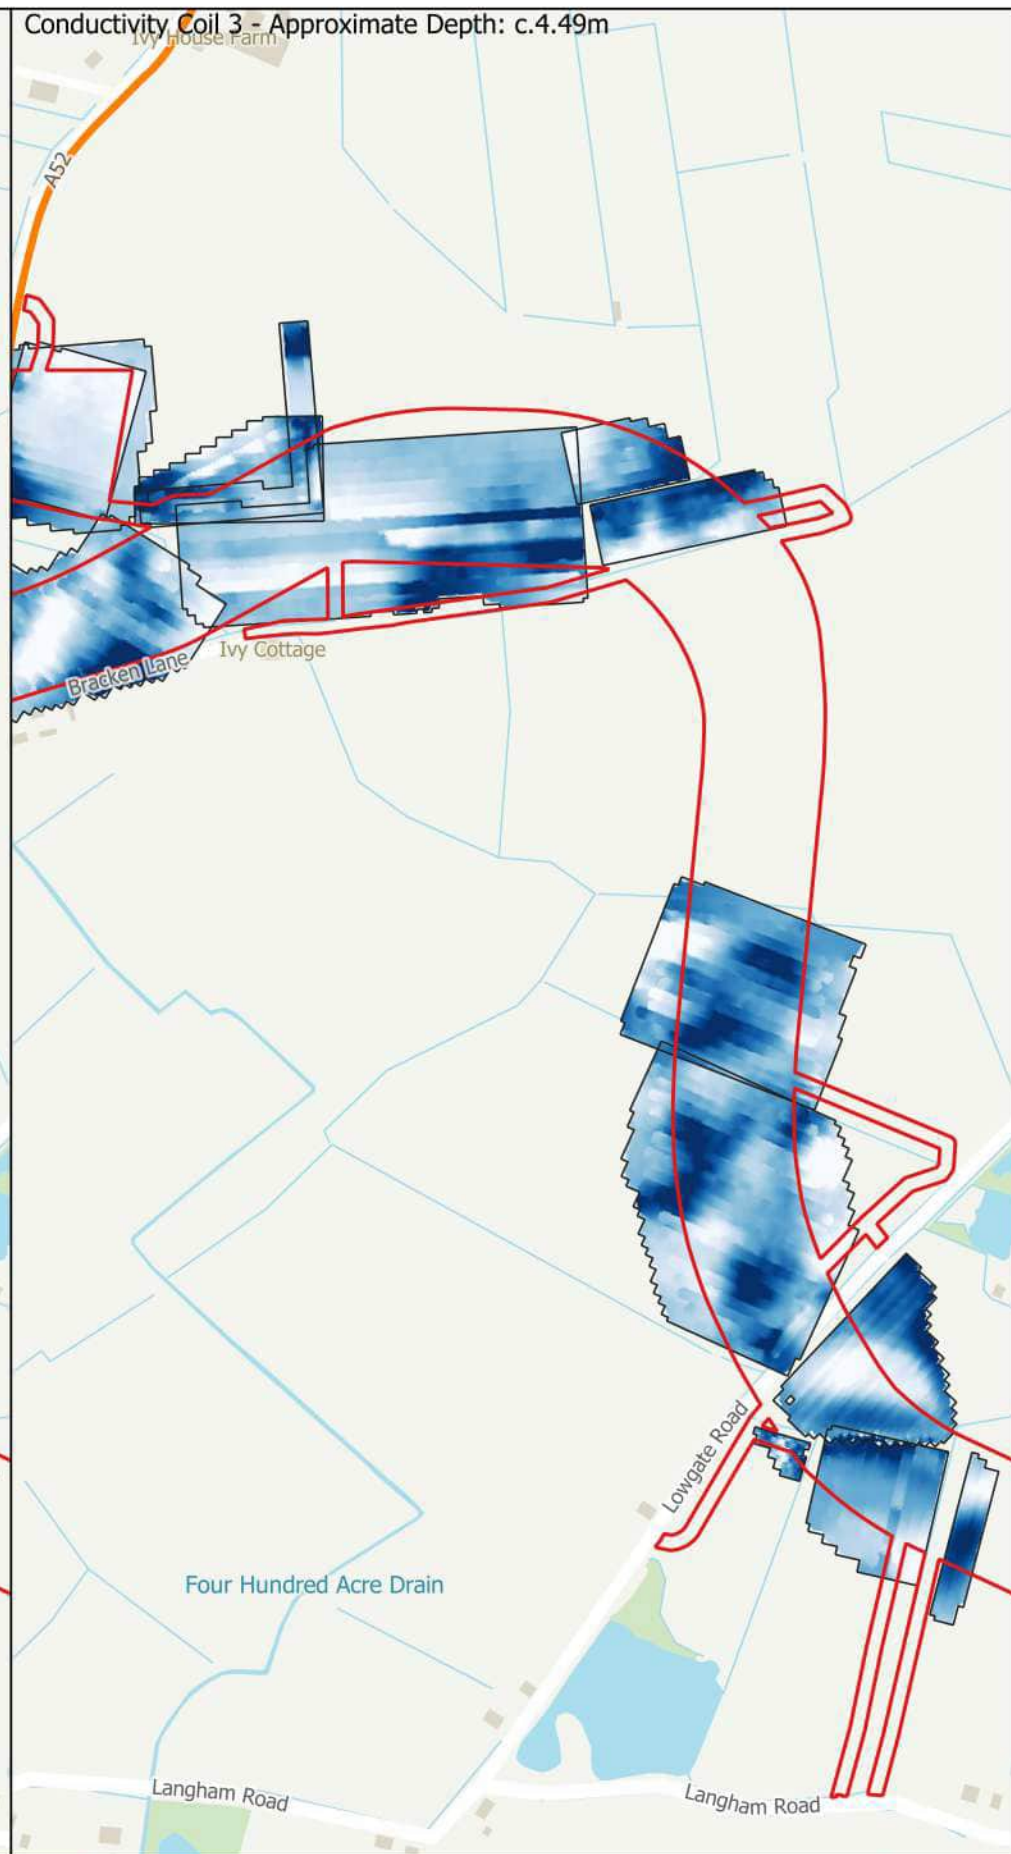 Conductivity Coil 3 - Approximate Depth: c.4.49m
Ivy House Farm
A52
Ivy Cottage
Bracken Lane
Lowgate Road
Four Hundred Acre Drain
Langham Road
Langham Road